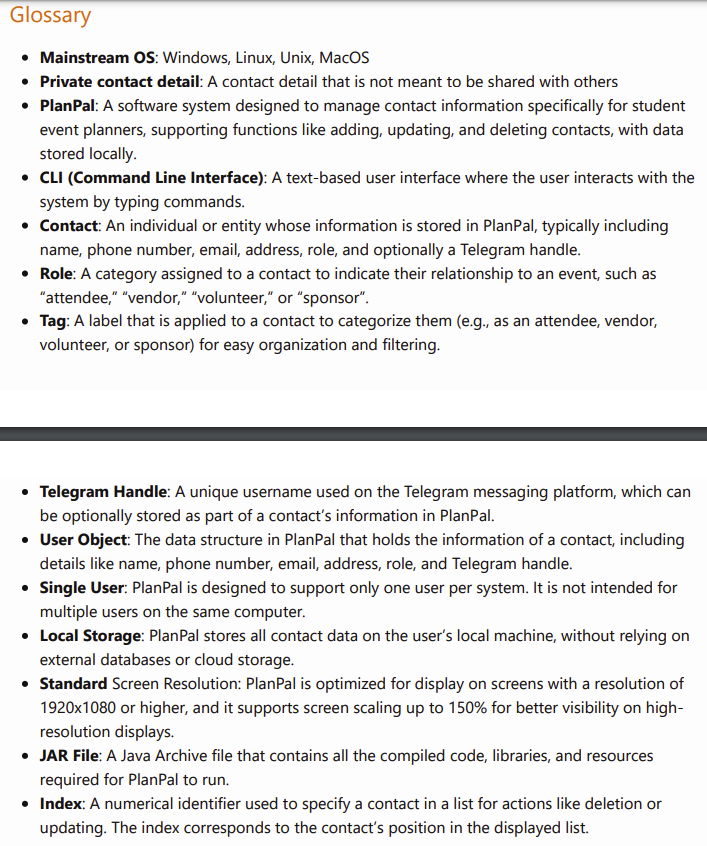 Glossary
• Mainstream OS: Windows, Linux, Unix, MacOS
• Private contact detail: A contact detail that is not meant to be shared with others
• PlanPal: A software system designed to manage contact information specifically for student
event planners, supporting functions like adding, updating, and deleting contacts, with data
stored locally.
• CLI (Command Line Interface): A text-based user interface where the user interacts with the
system by typing commands.
• Contact: An individual or entity whose information is stored in PlanPal, typically including
name, phone number, email, address, role, and optionally a Telegram handle.
• Role: A category assigned to a contact to indicate their relationship to an event, such as
“attendee,” “vendor,” “volunteer,” or “sponsor”.
• Tag: A label that is applied to a contact to categorize them (e.g., as an attendee, vendor,
volunteer, or sponsor) for easy organization and filtering.
• Telegram Handle: A unique username used on the Telegram messaging platform, which can
be optionally stored as part of a contact’s information in PlanPal.
• User Object: The data structure in PlanPal that holds the information of a contact, including
details like name, phone number, email, address, role, and Telegram handle.
• Single User: PlanPal is designed to support only one user per system. It is not intended for
multiple users on the same computer.
• Local Storage: PlanPal stores all contact data on the user’s local machine, without relying on
external databases or cloud storage.
• Standard Screen Resolution: PlanPal is optimized for display on screens with a resolution of
1920x1080 or higher, and it supports screen scaling up to 150% for better visibility on high-
resolution displays.
• JAR File: A Java Archive file that contains all the compiled code, libraries, and resources
required for PlanPal to run.
• Index: A numerical identifier used to specify a contact in a list for actions like deletion or
updating. The index corresponds to the contact’s position in the displayed list.